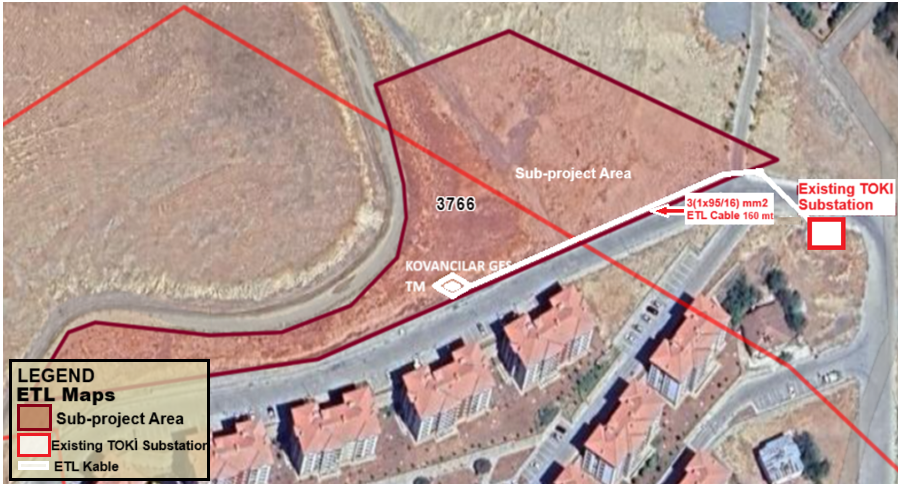 Sub-project Area
Existing TOKI
Substation
3766
3(1x95/16) mm2
ETL Cable 160 mt
KOVANCILAR GES
TM
LEGEND
ETL Maps
Sub-project Area
Existing TOKİ Substation
ETL Kable